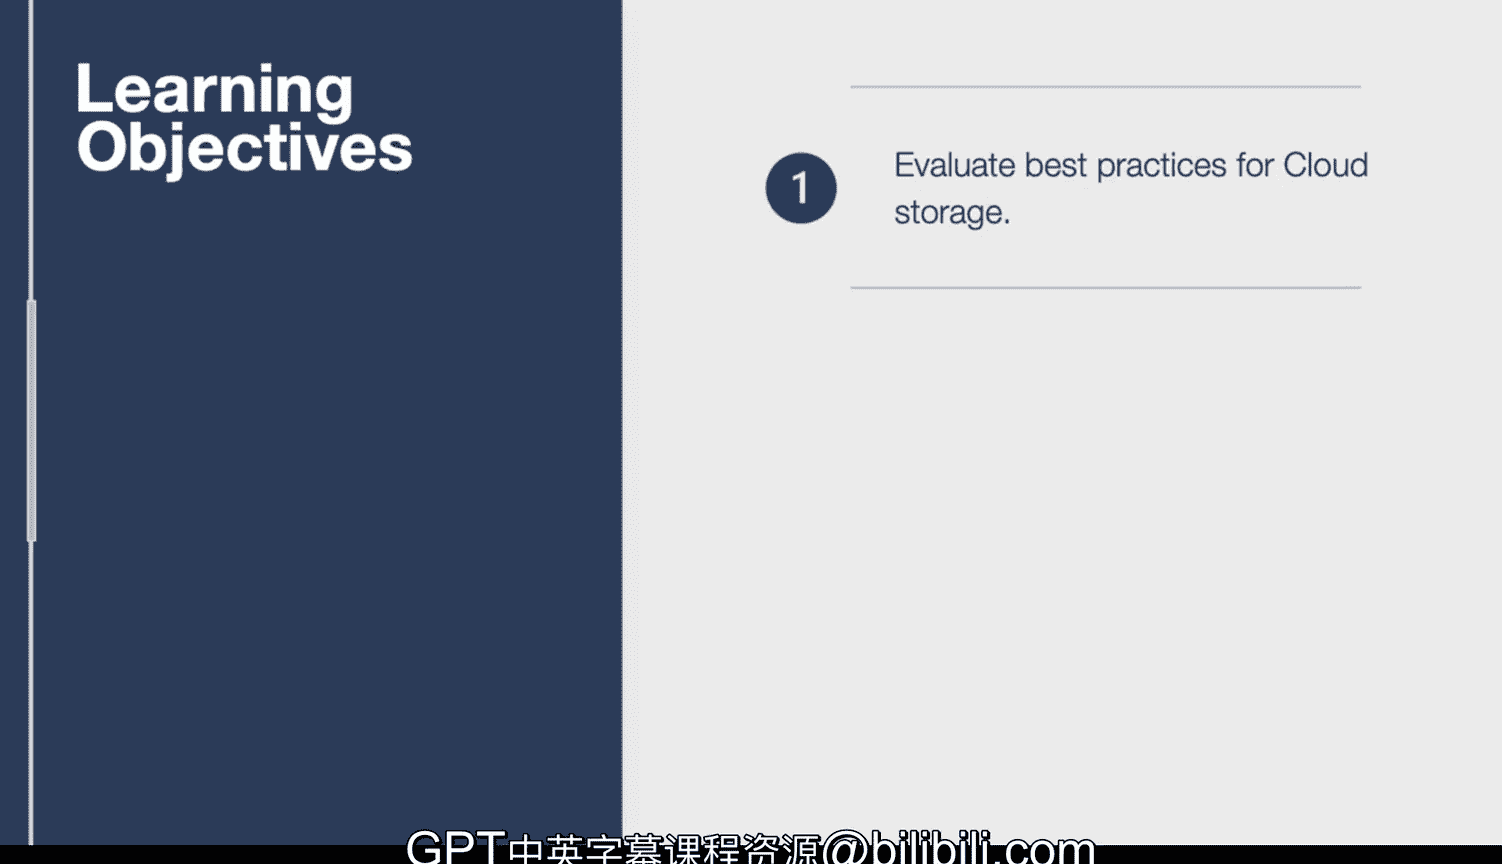 Learning
Objectives
1
Evaluate best practices for Cloud
storage.
GPT中英字幕课程资源@bilibili.com